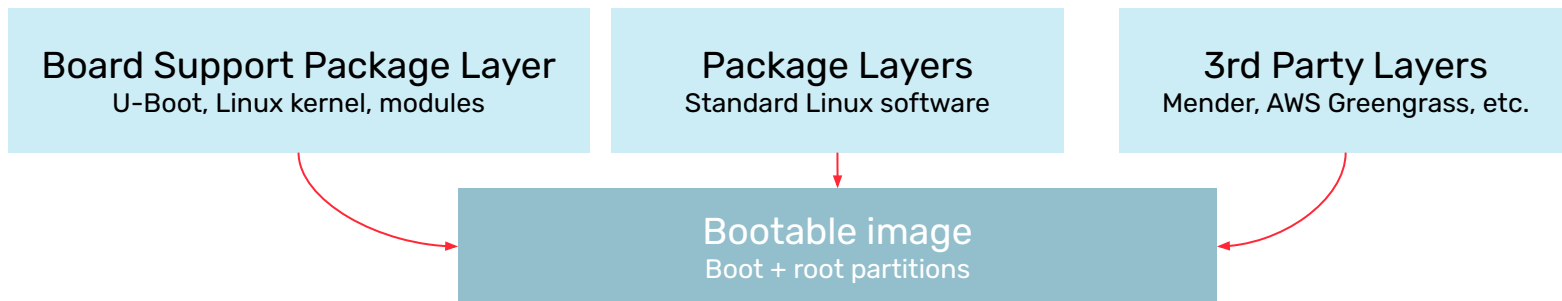 Board Support Package Layer
U-Boot, Linux kernel, modules
Package Layers
Standard Linux software
3rd Party Layers
Mender, AWS Greengrass, etc.
Bootable image
Boot + root partitions